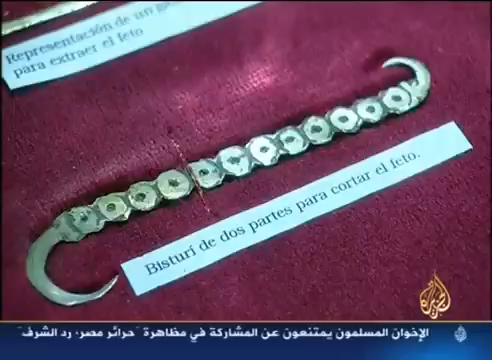 Representación de un
para extraer el feto
Bisturí de dos partes para cortar el feto.
الجزيرة
الإخوان المسلمون يمتنعون عن المشاركة في مظاهرة "حرائر مصر، رد الشرف"